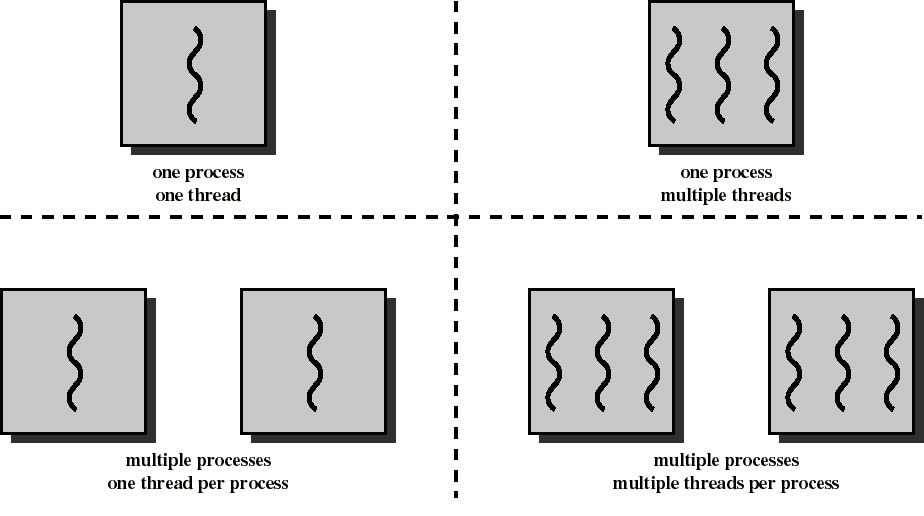 one process
one thread
one process
multiple threads
multiple processes
one thread per process
multiple processes
multiple threads per process